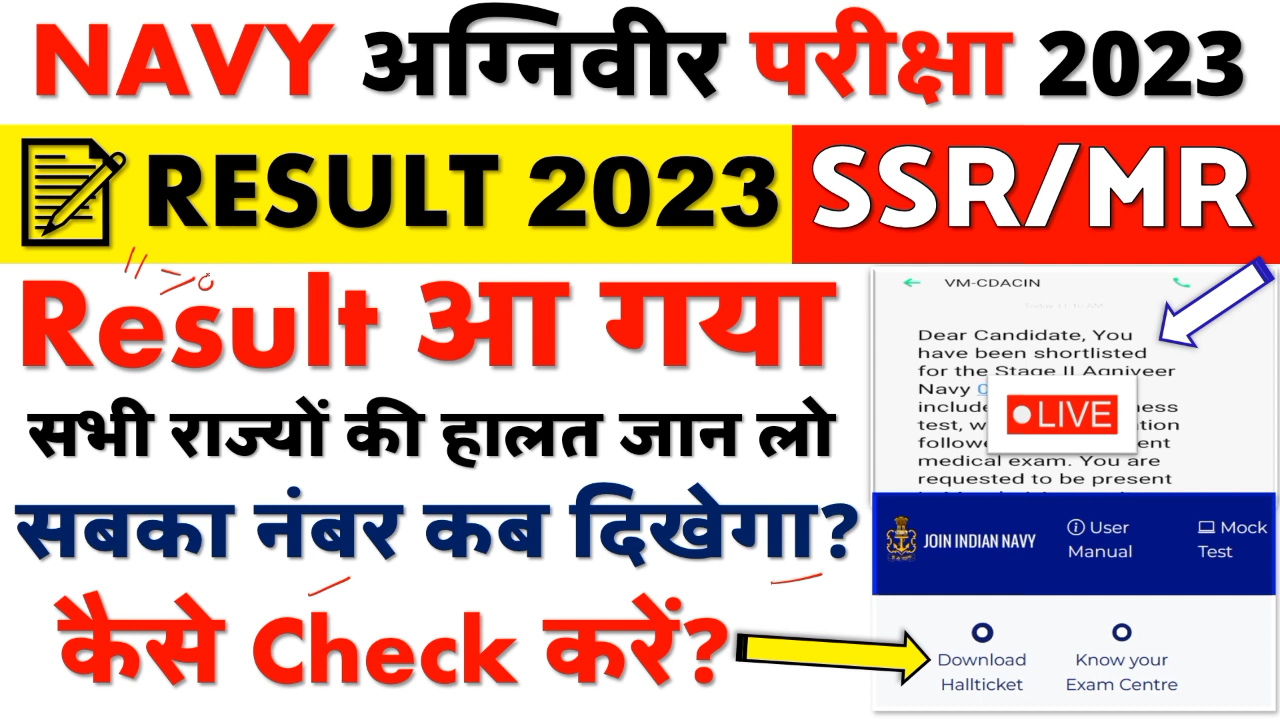 NAVY अग्निवीर परीक्षा 2023
RESULT 2023 SSR/MR
Result आ गया
सभी राज्यों की हालत जान लो
सबका नंबर कब दिखेगा?
कैसे Check करें?
VM-CDACIN
Dear Candidate, You
have been shortlisted
for the Stage II Agniveer
Navy
test,
medical exam. You are
requested to be present
LIVE
JOIN INDIAN NAVY
User Manual
Mock Test
Download
Hallticket
Know your
Exam Centre